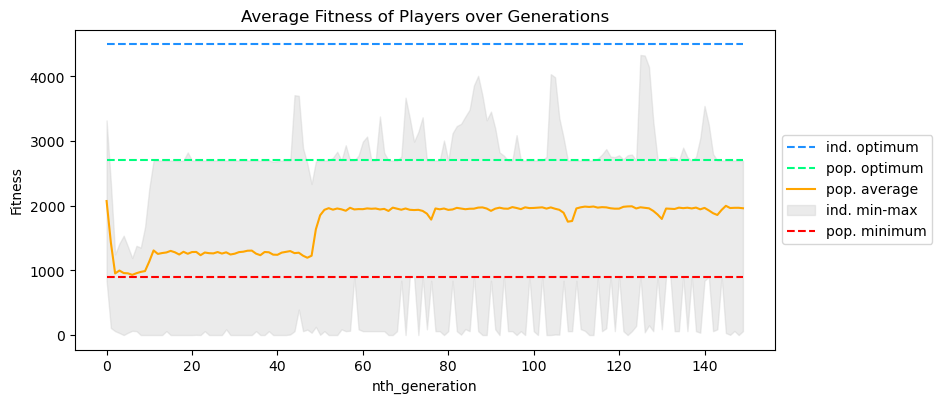 Average Fitness of Players over Generations
Fitness
4000
3000
2000
1000
0
0 20 40 60 80 100 120 140
nth_generation
ind. optimum
pop. optimum
pop. average
ind. min-max
pop. minimum